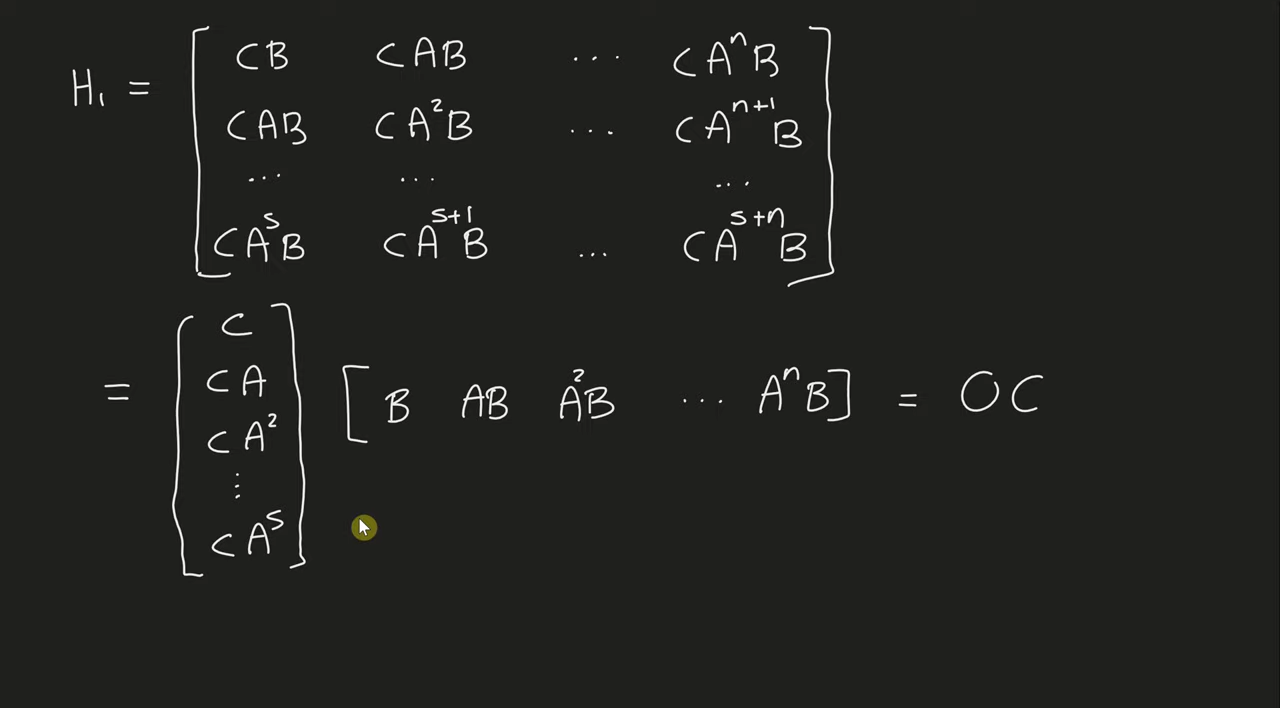 H₁ = [ CB CAB ... CAⁿB
CAB CA²B ... CAⁿ⁺¹B
... ... ...
CAˢB CAˢ⁺¹B ... CAˢ⁺ⁿB ]
= [ C
CA
CA²
⋮
CAˢ ] [ B AB A²B ... AⁿB ] = OC